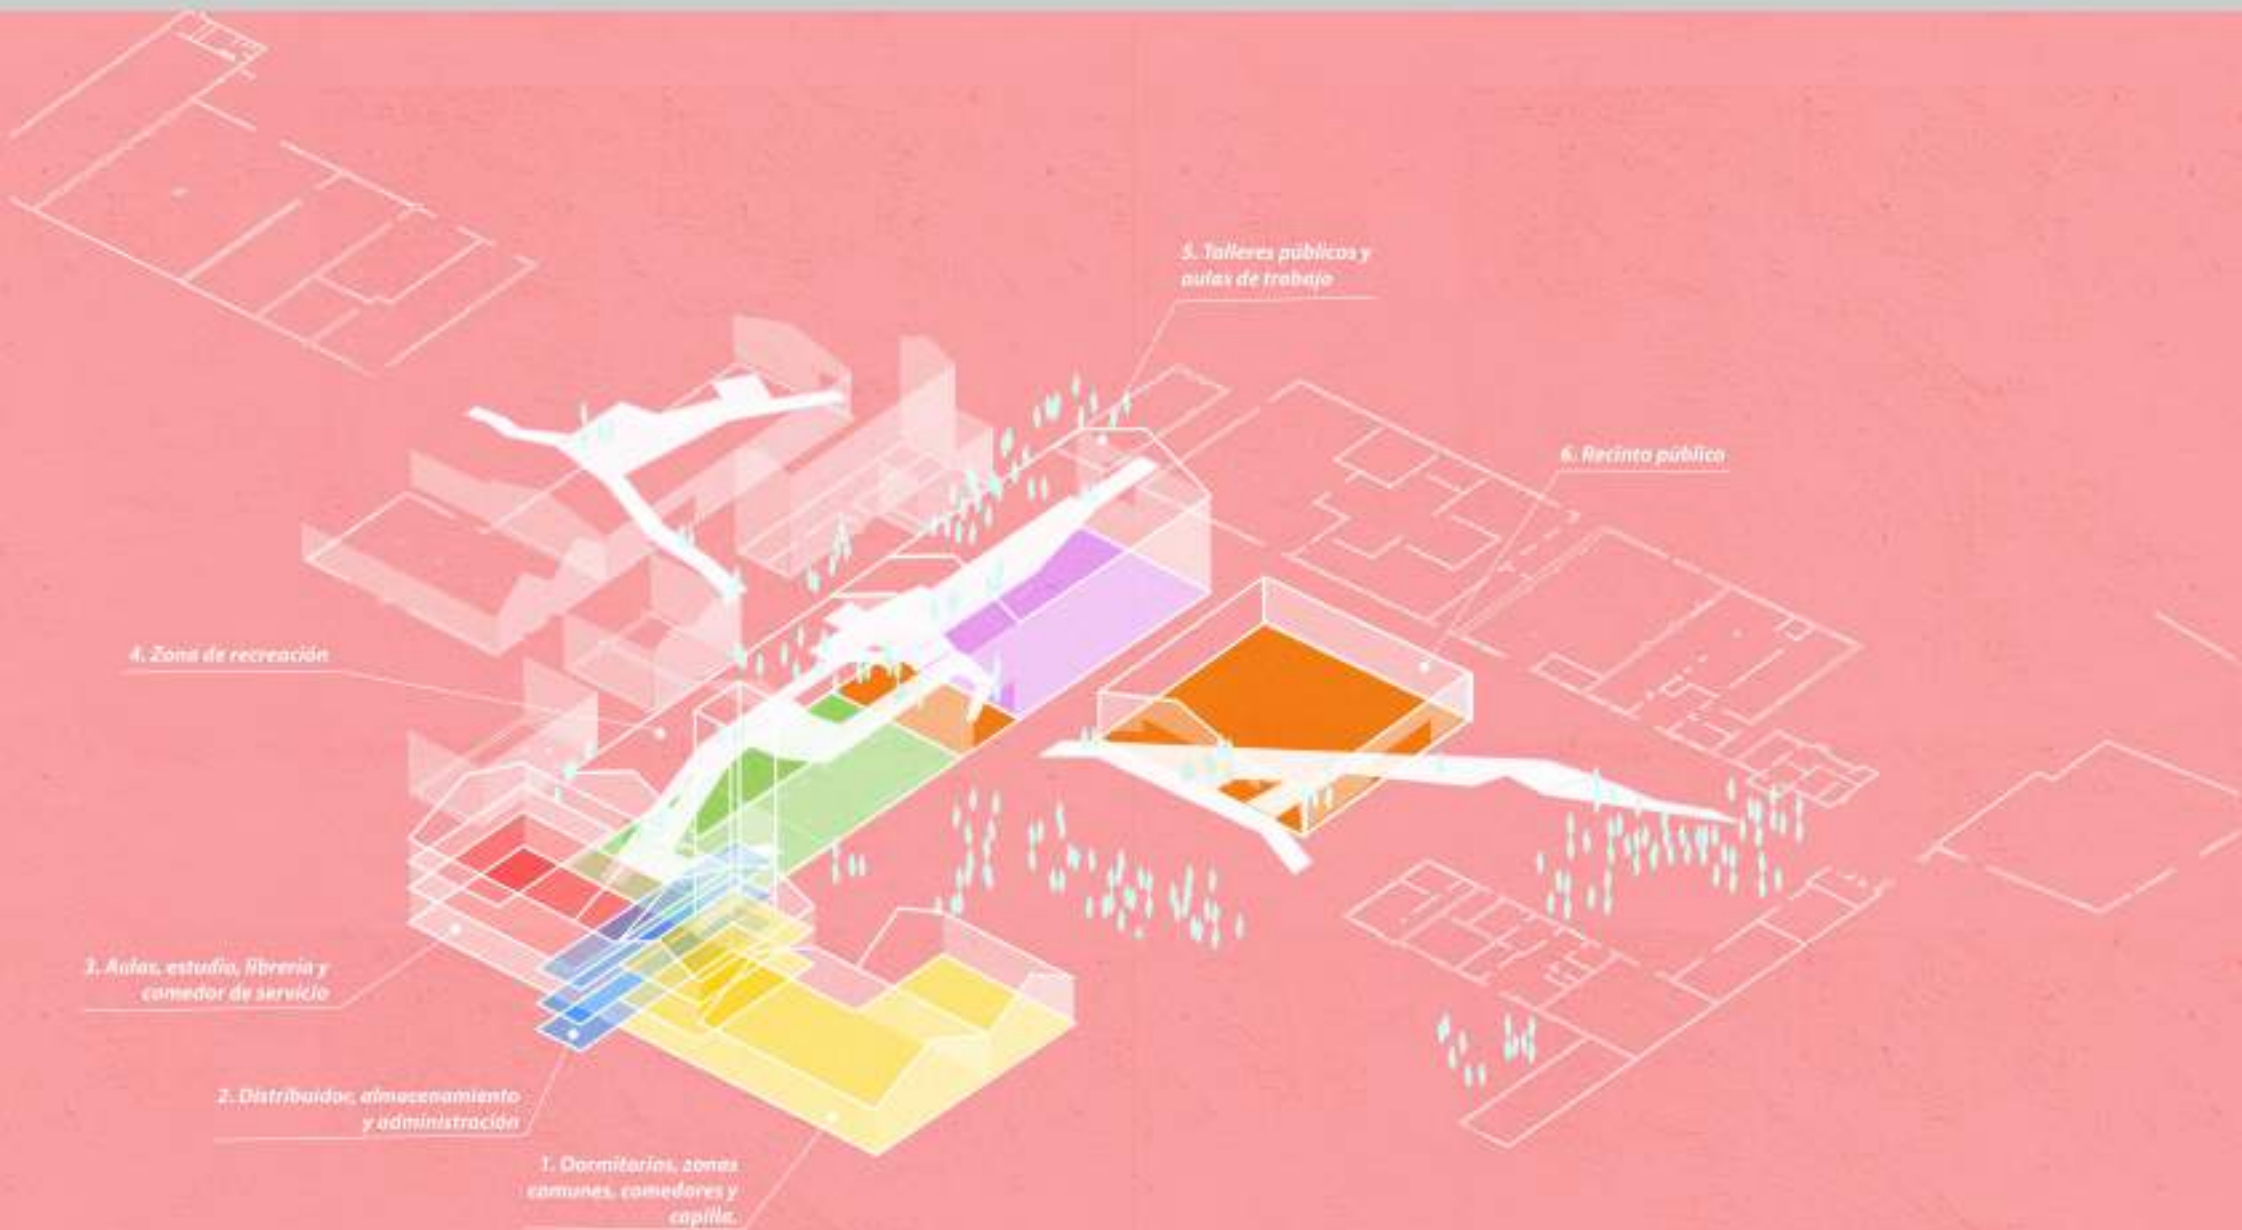 5. Talleres públicos y
aulas de trabajo
6. Recinto público
4. Zona de recreación
3. Aulas, estudio, librería y
comedor de servicio
2. Distribuidor, almacenamiento
y administración
1. Dormitorios, zonas
comunes, comedores y
capilla.